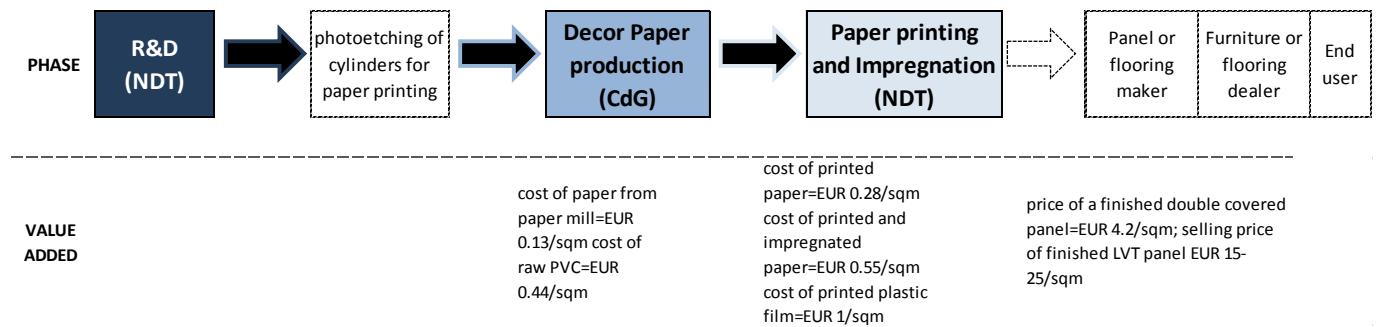 PHASE
R&D
(NDT)
photoetching of
cylinders for
paper printing
Decor Paper
production
(CdG)
Paper printing
and Impregnation
(NDT)
Panel or
flooring
maker
Furniture or
flooring
dealer
End
user
VALUE
ADDED
cost of paper from
paper mill=EUR
0.13/sqm cost of
raw PVC=EUR
0.44/sqm
cost of printed
paper=EUR 0.28/sqm
cost of printed and
impregnated
paper=EUR 0.55/sqm
cost of printed plastic
film=EUR 1/sqm
price of a finished double covered
panel=EUR 4.2/sqm; selling price
of finished LVT panel EUR 15-
25/sqm